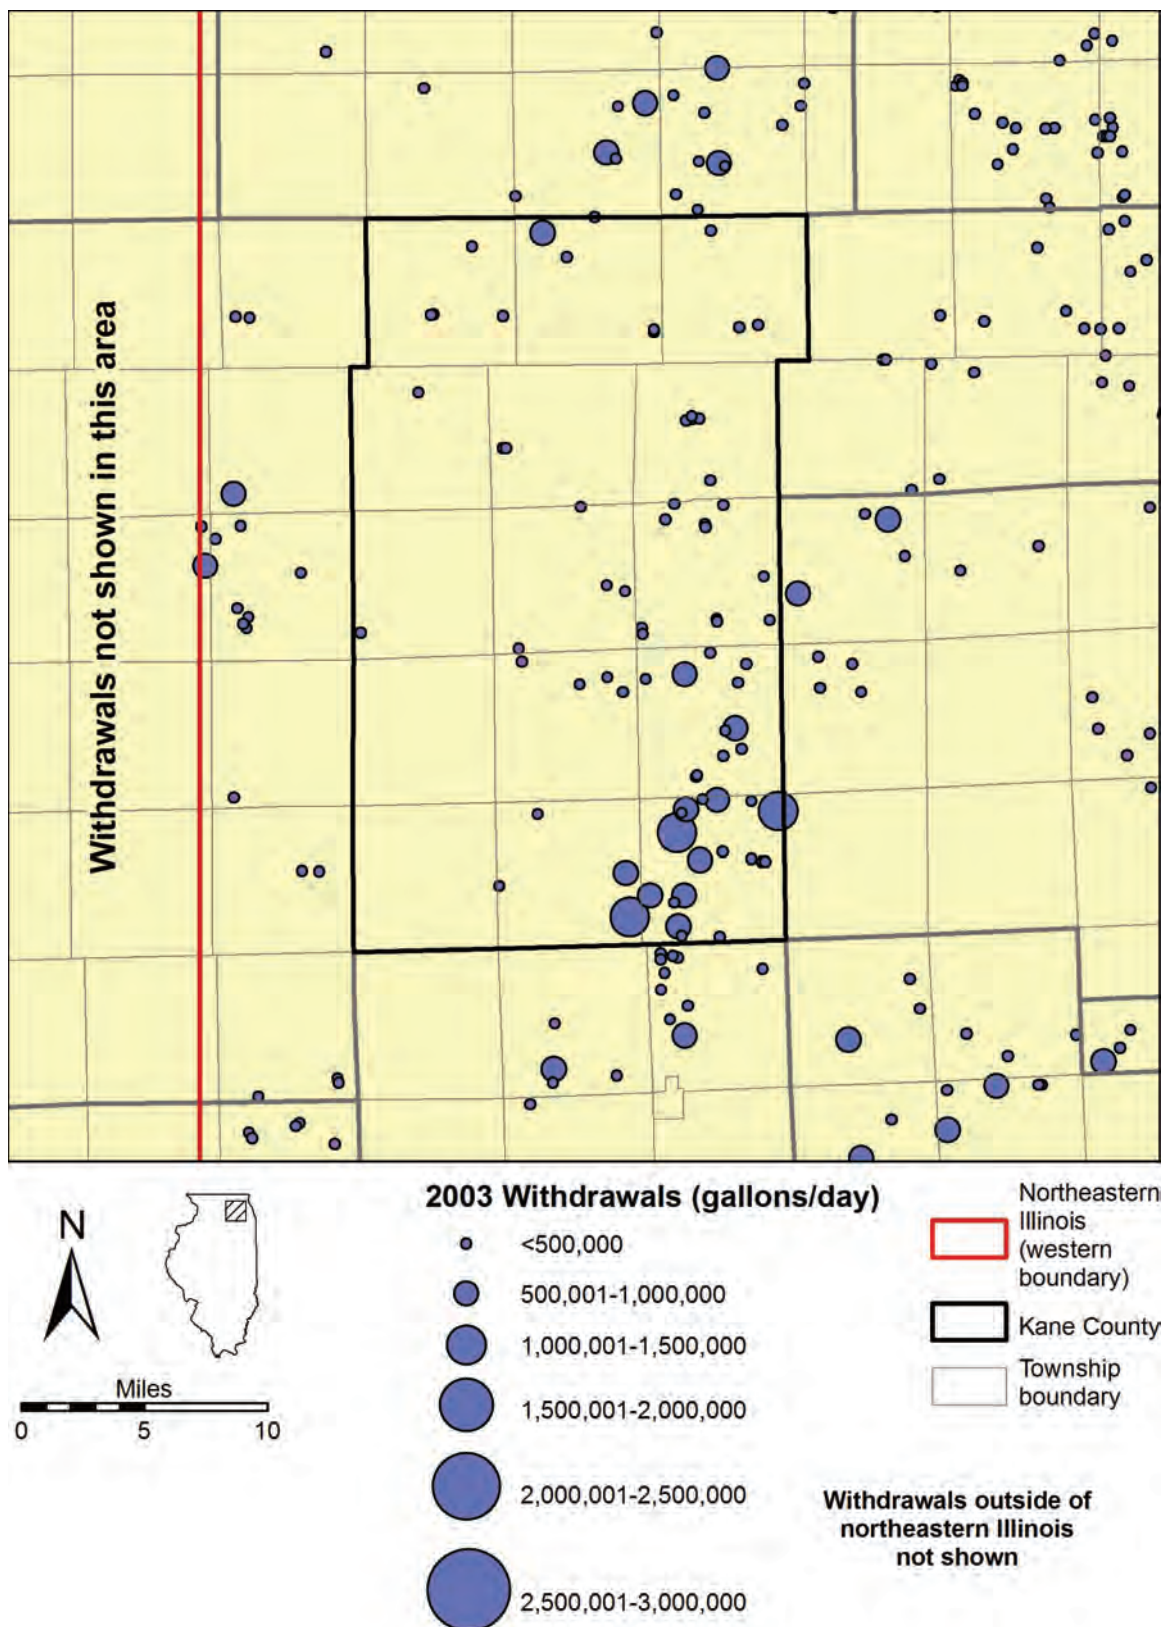 Withdrawals not shown in this area
2003 Withdrawals (gallons/day)
<500,000
500,001-1,000,000
1,000,001-1,500,000
1,500,001-2,000,000
2,000,001-2,500,000
2,500,001-3,000,000
N
Miles
0 5 10
Northeastern
Illinois
(western
boundary)
Kane County
Township
boundary
Withdrawals outside of
northeastern Illinois
not shown